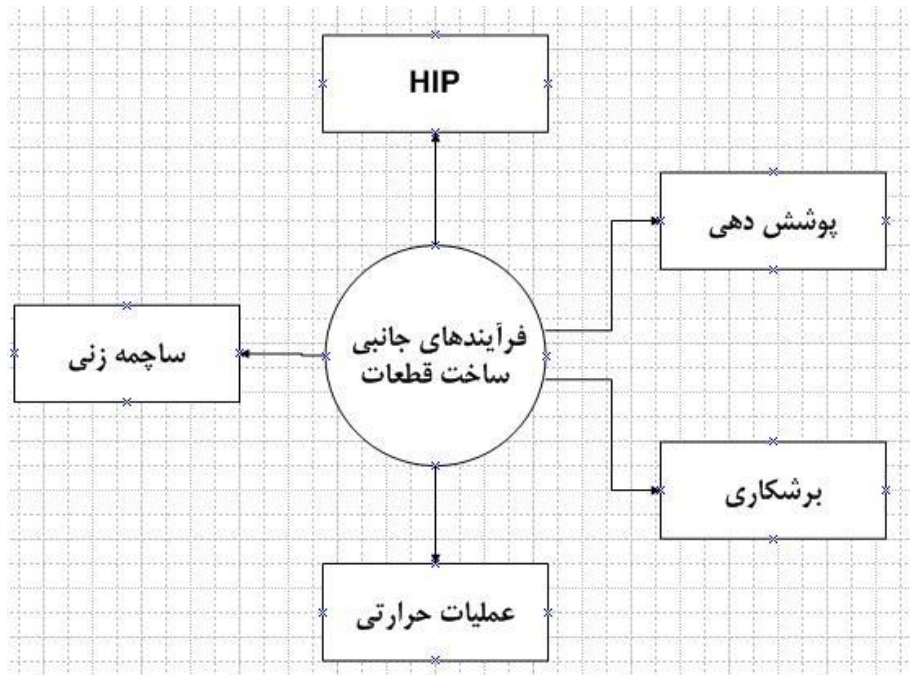 HIP
پوشش دهی
فرآیندهای جانبی
ساخت قطعات
ساچمه زنی
برشکاری
عملیات حرارتی